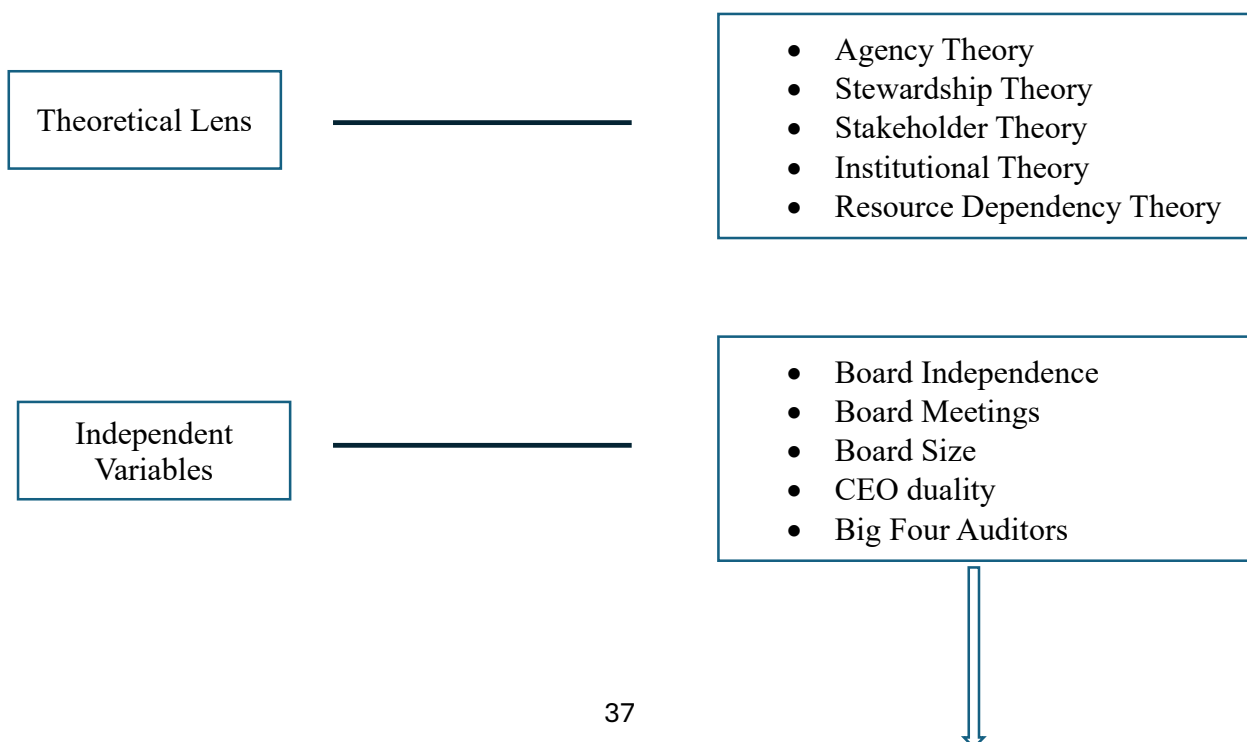 Theoretical Lens
• Agency Theory
• Stewardship Theory
• Stakeholder Theory
• Institutional Theory
• Resource Dependency Theory
Independent
Variables
• Board Independence
• Board Meetings
• Board Size
• CEO duality
• Big Four Auditors
37